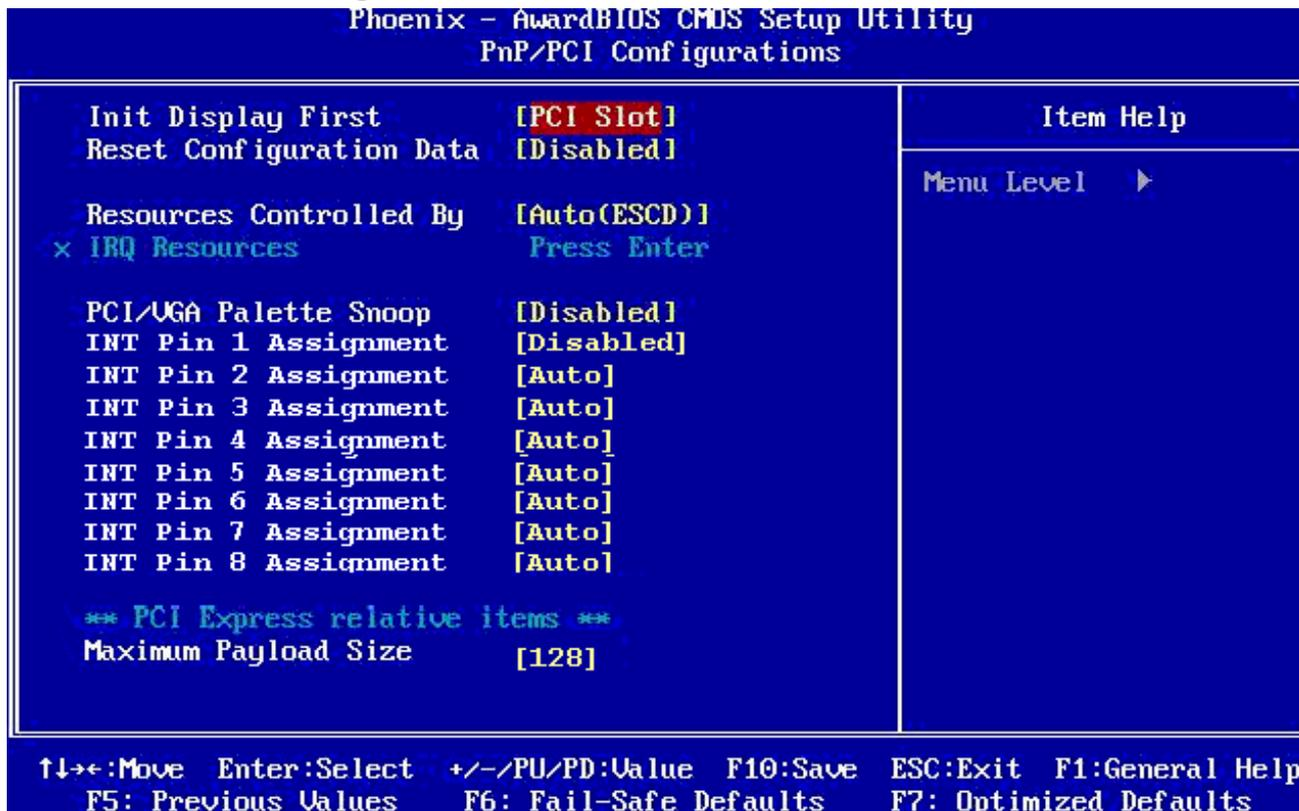 Phoenix - AwardBIOS CMOS Setup Utility
PnP/PCI Configurations
Init Display First [PCI Slot]
Reset Configuration Data [Disabled]
Resources Controlled By [Auto(ESCD)]
x IRQ Resources Press Enter
PCI/VGA Palette Snoop [Disabled]
INT Pin 1 Assignment [Disabled]
INT Pin 2 Assignment [Auto]
INT Pin 3 Assignment [Auto]
INT Pin 4 Assignment [Auto]
INT Pin 5 Assignment [Auto]
INT Pin 6 Assignment [Auto]
INT Pin 7 Assignment [Auto]
INT Pin 8 Assignment [Auto]
** PCI Express relative items **
Maximum Payload Size [128]
Item Help
Menu Level ▶
↑↓→←:Move Enter:Select +/-/PU/PD:Value F10:Save ESC:Exit F1:General Help
F5: Previous Values F6: Fail-Safe Defaults F7: Optimized Defaults